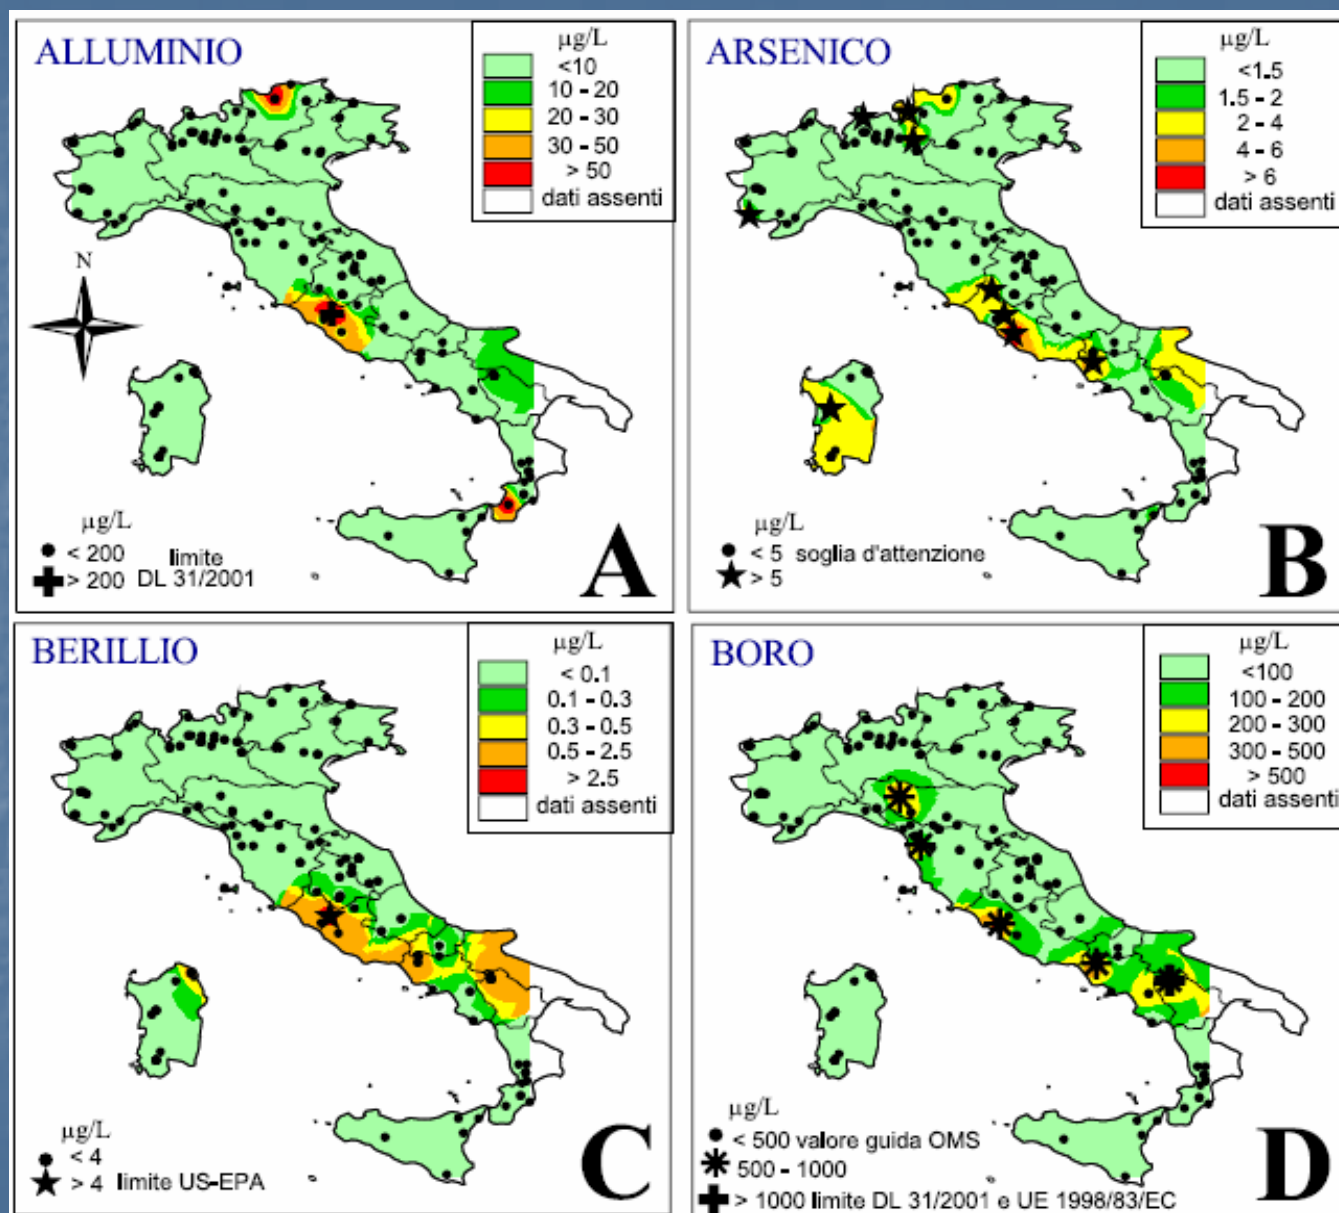 ALLUMINIO
µg/L
<10
10 - 20
20 - 30
30 - 50
> 50
dati assenti
N
µg/L
< 200 limite
> 200 DL 31/2001
A
ARSENICO
µg/L
<1.5
1.5 - 2
2 - 4
4 - 6
> 6
dati assenti
µg/L
< 5 soglia d'attenzione
> 5
B
BERILLIO
µg/L
< 0.1
0.1 - 0.3
0.3 - 0.5
0.5 - 2.5
> 2.5
dati assenti
µg/L
< 4
> 4 limite US-EPA
C
BORO
µg/L
<100
100 - 200
200 - 300
300 - 500
> 500
dati assenti
µg/L
< 500 valore guida OMS
500 - 1000
> 1000 limite DL 31/2001 e UE 1998/83/EC
D